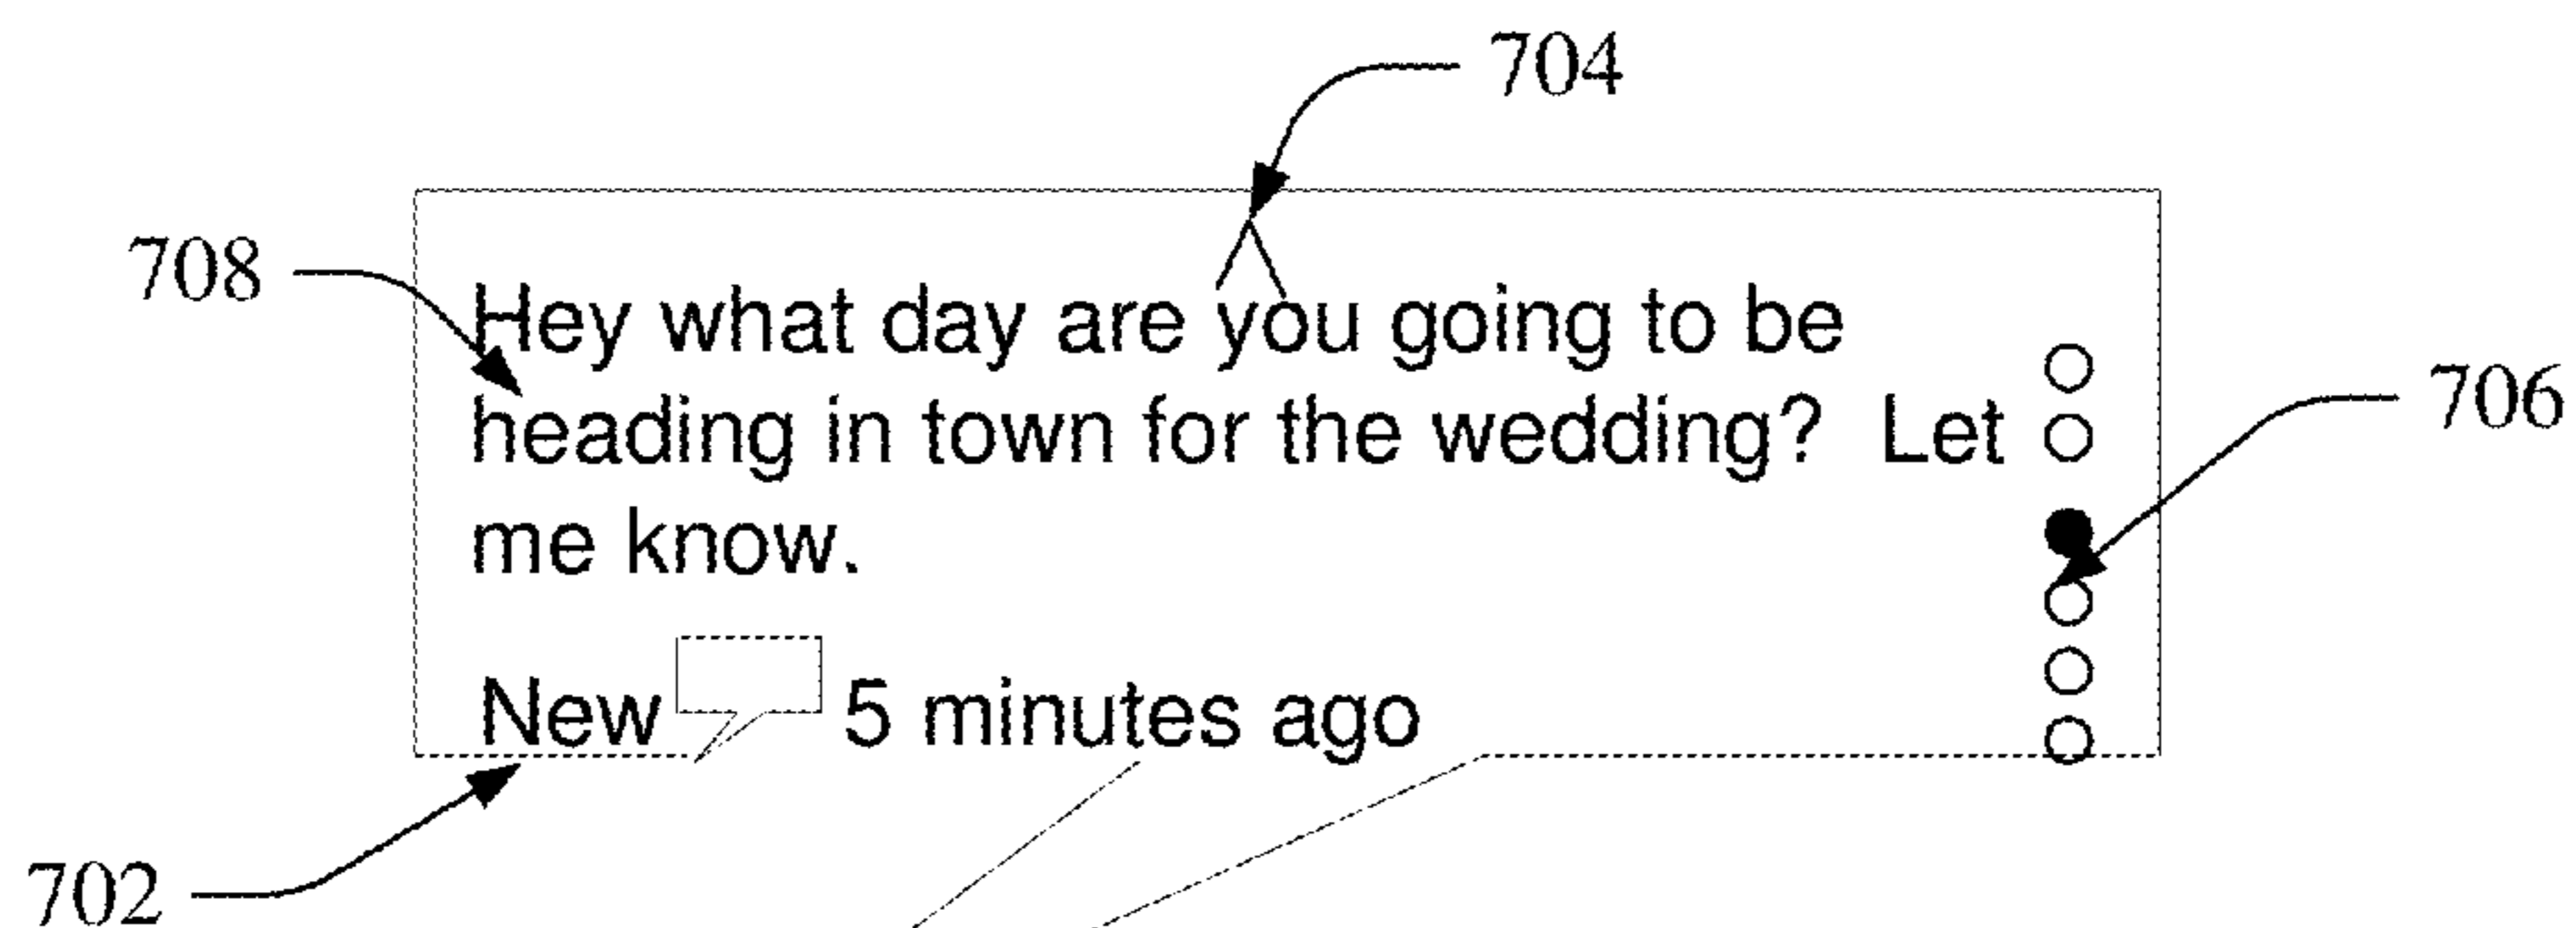 704
708
Hey what day are you going to be
heading in town for the wedding?  Let
706
me know.
New 5 minutes ago
702